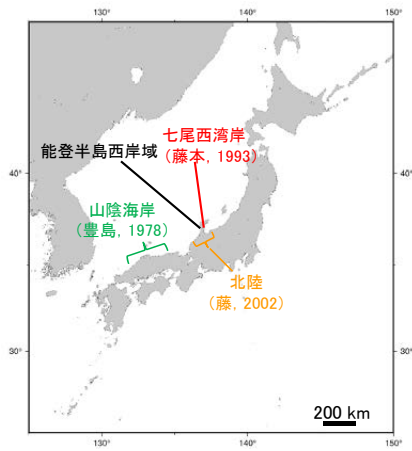 130°
140°
150°
七尾西湾岸
(藤本, 1993)
能登半島西岸域
40°
40°
山陰海岸
(豊島, 1978)
北陸
(藤, 2002)
30°
30°
200 km
130°
140°
150°